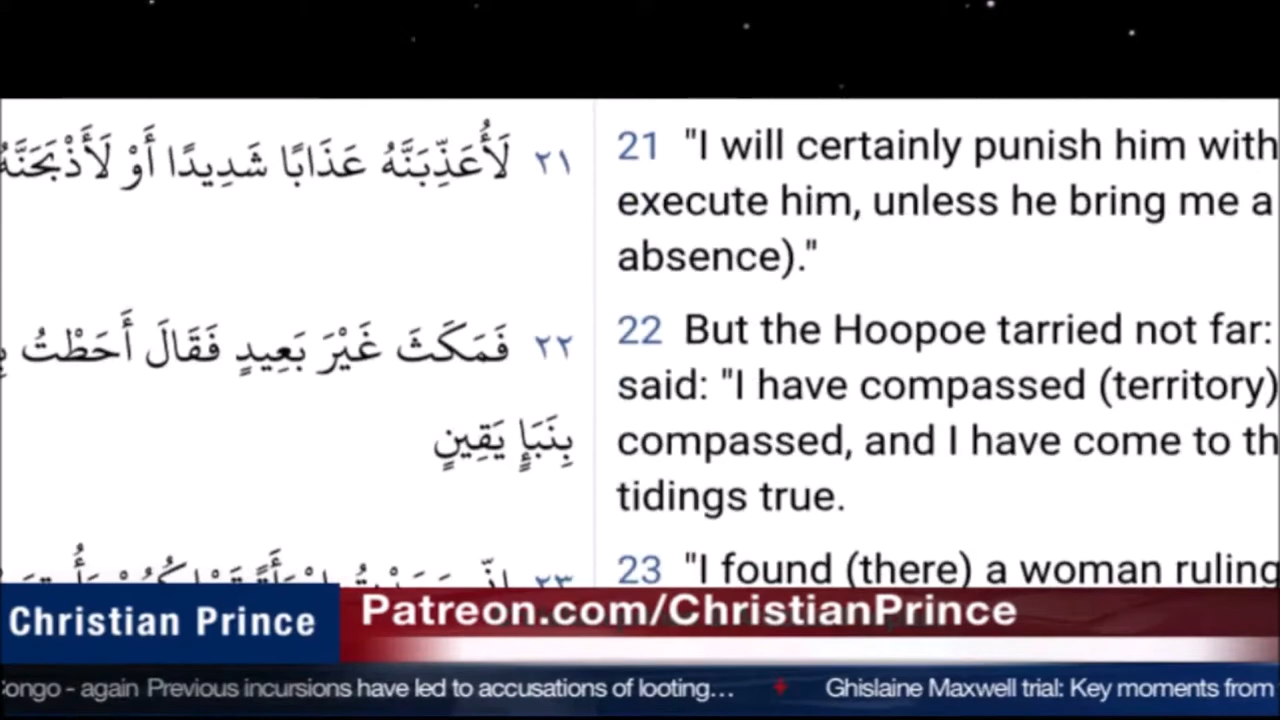 21 "I will certainly punish him with
execute him, unless he bring me a
absence)."
٢١ لَأُعَذِّبَنَّهُ عَذَابًا شَدِيدًا أَوْ لَأَذْبَحَنَّهُ
22 But the Hoopoe tarried not far:
said: "I have compassed (territory)
compassed, and I have come to th
tidings true.
٢٢ فَمَكَثَ غَيْرَ بَعِيدٍ فَقَالَ أَحَطْتُ
بِنَبَإٍ يَقِينٍ
23 "I found (there) a woman ruling
٢٣
Christian Prince
Patreon.com/ChristianPrince
ongo - again Previous incursions have led to accusations of looting... Ghislaine Maxwell trial: Key moments from